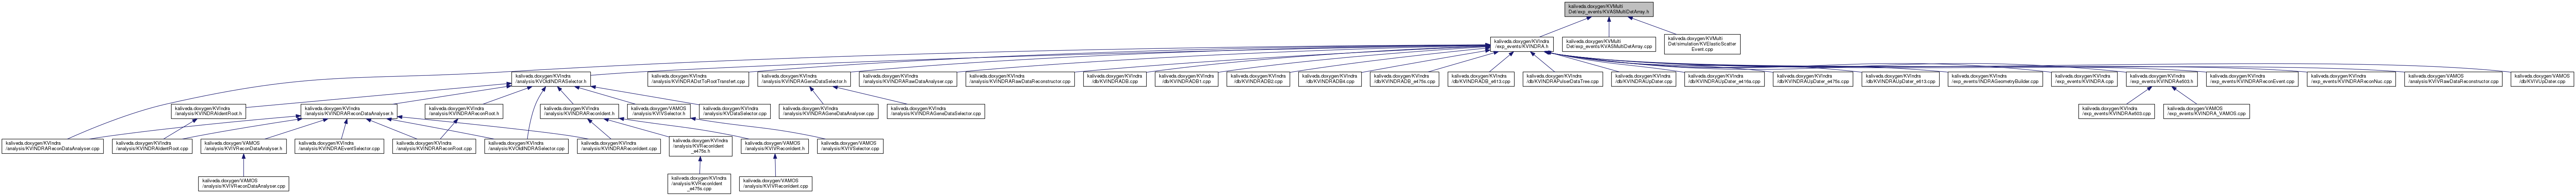 kaliveda.doxygen/KVMulti
Det/exp_events/KVASMultiDetArray.h
kaliveda.doxygen/KVIndra
/exp_events/KVINDRA.h
kaliveda.doxygen/KVMulti
Det/exp_events/KVASMultiDetArray.cpp
kaliveda.doxygen/KVMulti
Det/simulation/KVElasticScatter
Event.cpp
kaliveda.doxygen/KVIndra
/analysis/KVOldINDRASelector.h
kaliveda.doxygen/KVIndra
/analysis/KVINDRADstToRootTransfert.cpp
kaliveda.doxygen/KVIndra
/analysis/KVINDRAGeneDataSelector.h
kaliveda.doxygen/KVIndra
/analysis/KVINDRARawDataAnalyser.cpp
kaliveda.doxygen/KVIndra
/analysis/KVINDRARawDataReconstructor.cpp
kaliveda.doxygen/KVIndra
/db/KVINDRADB.cpp
kaliveda.doxygen/KVIndra
/db/KVINDRADB1.cpp
kaliveda.doxygen/KVIndra
/db/KVINDRADB2.cpp
kaliveda.doxygen/KVIndra
/db/KVINDRADB4.cpp
kaliveda.doxygen/KVIndra
/db/KVINDRADB_e475s.cpp
kaliveda.doxygen/KVIndra
/db/KVINDRADB_e613.cpp
kaliveda.doxygen/KVIndra
/db/KVINDRAPulseDataTree.cpp
kaliveda.doxygen/KVIndra
/db/KVINDRAUpDater.cpp
kaliveda.doxygen/KVIndra
/db/KVINDRAUpDater_e416a.cpp
kaliveda.doxygen/KVIndra
/db/KVINDRAUpDater_e475s.cpp
kaliveda.doxygen/KVIndra
/db/KVINDRAUpDater_e613.cpp
kaliveda.doxygen/KVIndra
/exp_events/INDRAGeometryBuilder.cpp
kaliveda.doxygen/KVIndra
/exp_events/KVINDRA.cpp
kaliveda.doxygen/KVIndra
/exp_events/KVINDRAe503.h
kaliveda.doxygen/KVIndra
/exp_events/KVINDRAReconEvent.cpp
kaliveda.doxygen/KVIndra
/exp_events/KVINDRAReconNuc.cpp
kaliveda.doxygen/VAMOS
/analysis/KVIVRawDataReconstructor.cpp
kaliveda.doxygen/VAMOS
/db/KVIVUpDater.cpp
kaliveda.doxygen/KVIndra
/analysis/KVINDRAIdentRoot.h
kaliveda.doxygen/KVIndra
/analysis/KVINDRAReconDataAnalyser.h
kaliveda.doxygen/KVIndra
/analysis/KVINDRAReconRoot.h
kaliveda.doxygen/KVIndra
/analysis/KVINDRAReconIdent.h
kaliveda.doxygen/VAMOS
/analysis/KVIVSelector.h
kaliveda.doxygen/KVIndra
/analysis/KVDataSelector.cpp
kaliveda.doxygen/KVIndra
/analysis/KVINDRAGeneDataAnalyser.cpp
kaliveda.doxygen/KVIndra
/analysis/KVINDRAGeneDataSelector.cpp
kaliveda.doxygen/KVIndra
/exp_events/KVINDRAe503.cpp
kaliveda.doxygen/VAMOS
/exp_events/KVINDRA_VAMOS.cpp
kaliveda.doxygen/KVIndra
/analysis/KVINDRAReconDataAnalyser.cpp
kaliveda.doxygen/KVIndra
/analysis/KVINDRAIdentRoot.cpp
kaliveda.doxygen/VAMOS
/analysis/KVIVReconDataAnalyser.h
kaliveda.doxygen/KVIndra
/analysis/KVINDRAEventSelector.cpp
kaliveda.doxygen/KVIndra
/analysis/KVINDRAReconRoot.cpp
kaliveda.doxygen/KVIndra
/analysis/KVOldINDRASelector.cpp
kaliveda.doxygen/KVIndra
/analysis/KVINDRAReconIdent.cpp
kaliveda.doxygen/KVIndra
/analysis/KVReconIdent
_e475s.h
kaliveda.doxygen/VAMOS
/analysis/KVIVReconIdent.h
kaliveda.doxygen/VAMOS
/analysis/KVIVSelector.cpp
kaliveda.doxygen/VAMOS
/analysis/KVIVReconDataAnalyser.cpp
kaliveda.doxygen/KVIndra
/analysis/KVReconIdent
_e475s.cpp
kaliveda.doxygen/VAMOS
/analysis/KVIVReconIdent.cpp